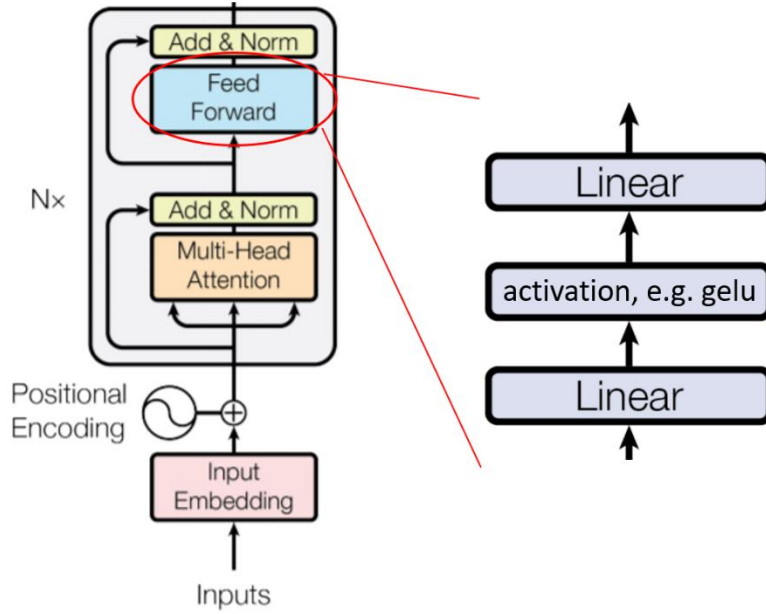 Add & Norm
Feed
Forward
Nx
Add & Norm
Multi-Head
Attention
Positional
Encoding
Input
Embedding
Inputs
Linear
activation, e.g. gelu
Linear